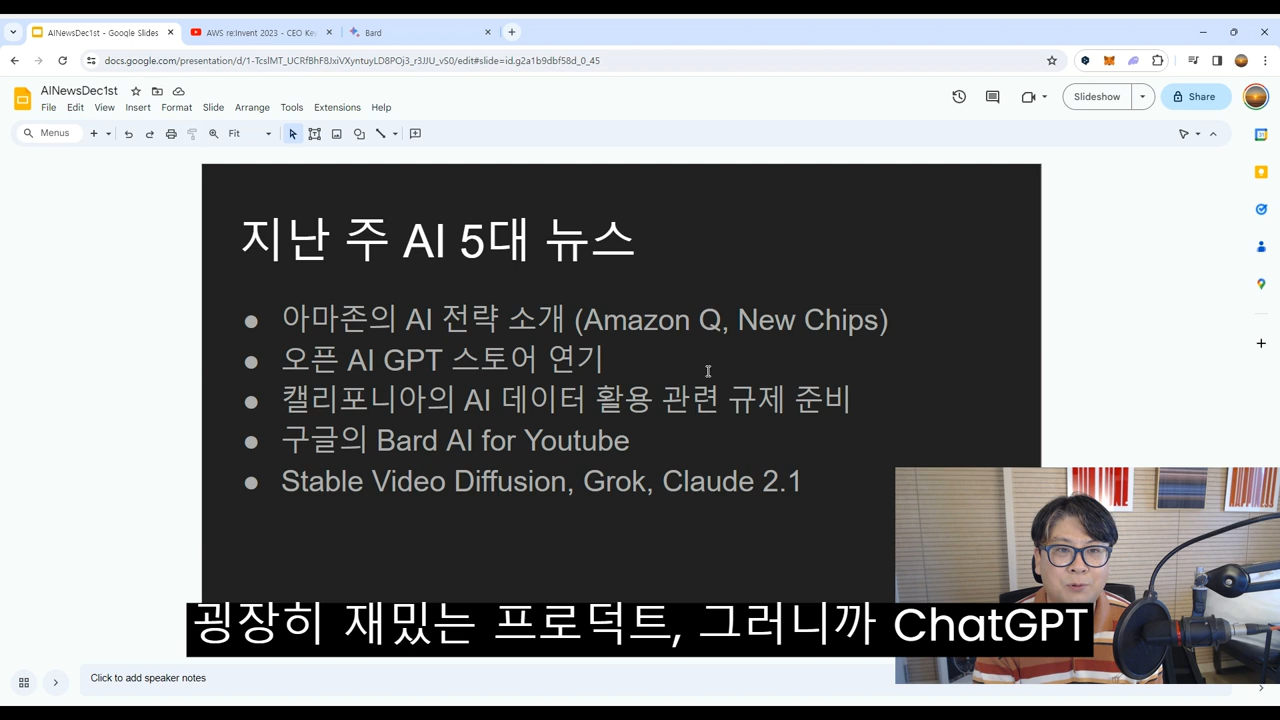 AINewsDec1st - Google Slides
AWS re:Invent 2023 - CEO Key
Bard
docs.google.com/presentation/d/1-TcsIMT_UCRfBhF8JxiVXyntuyLD8POj3_r3JJU_vS0/edit#slide=id.g2a1b9dbf58d_0_45
AINewsDec1st
File Edit View Insert Format Slide Arrange Tools Extensions Help
Slideshow
Share
Menus
Fit
지난 주 AI 5대 뉴스
● 아마존의 AI 전략 소개 (Amazon Q, New Chips)
● 오픈 AI GPT 스토어 연기
● 캘리포니아의 AI 데이터 활용 관련 규제 준비
● 구글의 Bard AI for Youtube
● Stable Video Diffusion, Grok, Claude 2.1
HAPPINESS
굉장히 재밌는 프로덕트, 그러니까 ChatGPT
Click to add speaker notes